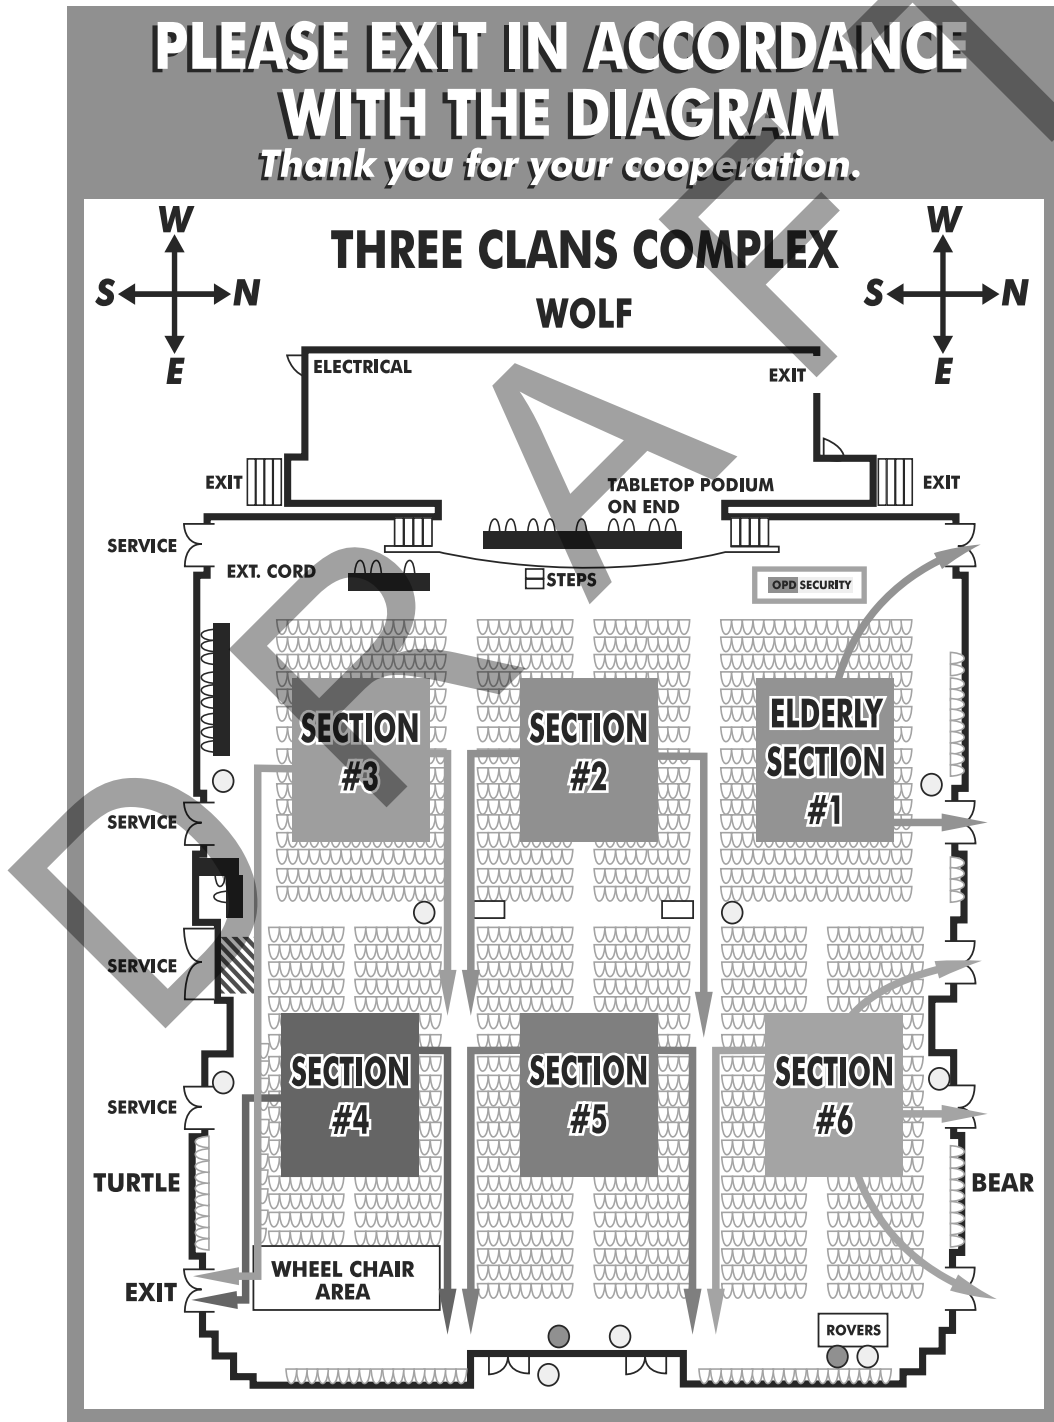 PLEASE EXIT IN ACCORDANCE
WITH THE DIAGRAM
Thank you for your cooperation.
W
S N
E
W
S N
E
THREE CLANS COMPLEX
WOLF
ELECTRICAL
EXIT
EXIT
TABLETOP PODIUM
ON END
EXIT
SERVICE
EXT. CORD
STEPS
OPD SECURITY
SECTION
#3
SECTION
#2
ELDERLY
SECTION
#1
SERVICE
SERVICE
SECTION
#4
SECTION
#5
SECTION
#6
SERVICE
TURTLE
BEAR
WHEEL CHAIR
AREA
EXIT
ROVERS
DRAFT